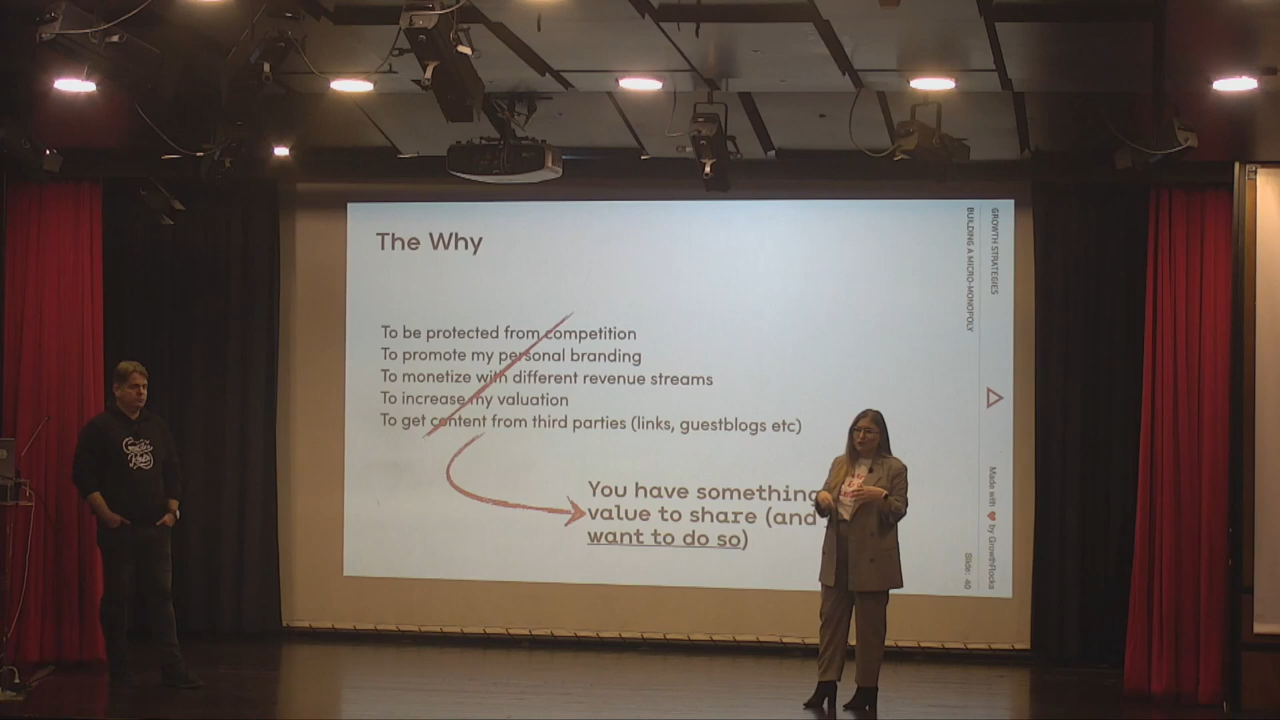 The Why
To be protected from competition
To promote my personal branding
To monetize with different revenue streams
To increase my valuation
To get content from third parties (links, guestblogs etc)
You have something
value to share (and
want to do so)
GROWTH STRATEGIES
BUILDING A MICRO-MONOPOLY
Made with ❤ by GrowthRocks
Slide: 40